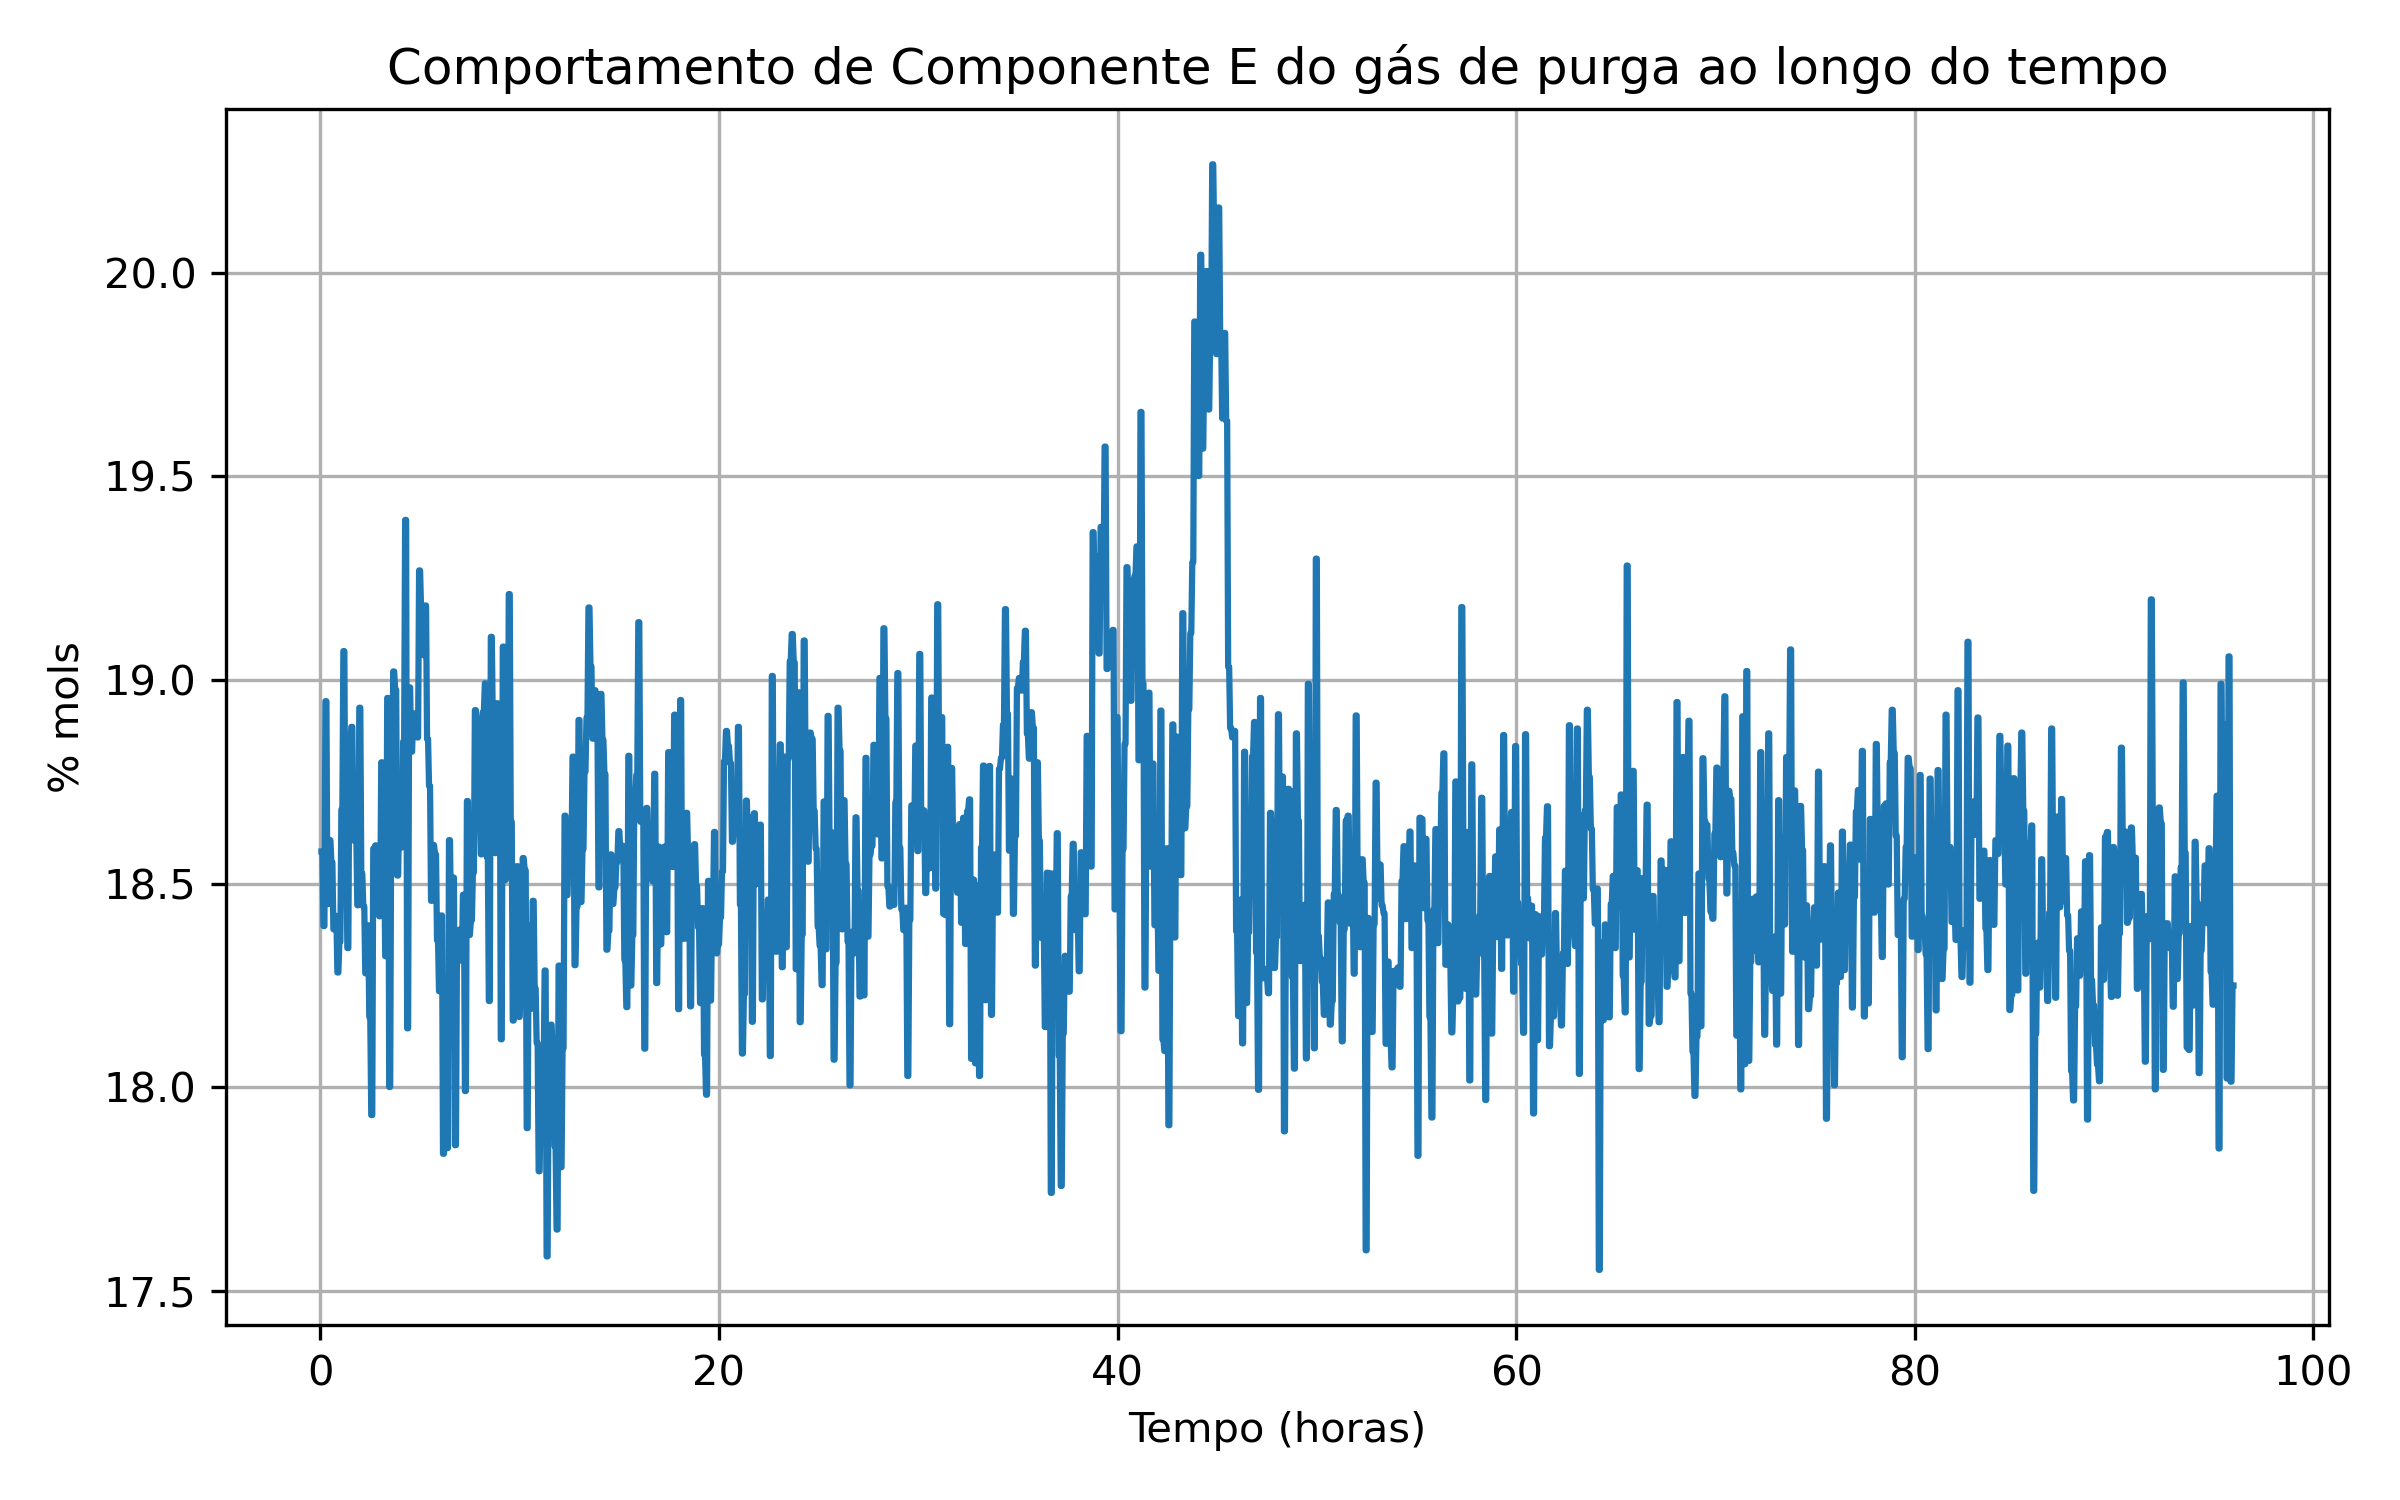 Comportamento de Componente E do gás de purga ao longo do tempo
% mols
20.0
19.5
19.0
18.5
18.0
17.5
0 20 40 60 80 100
Tempo (horas)